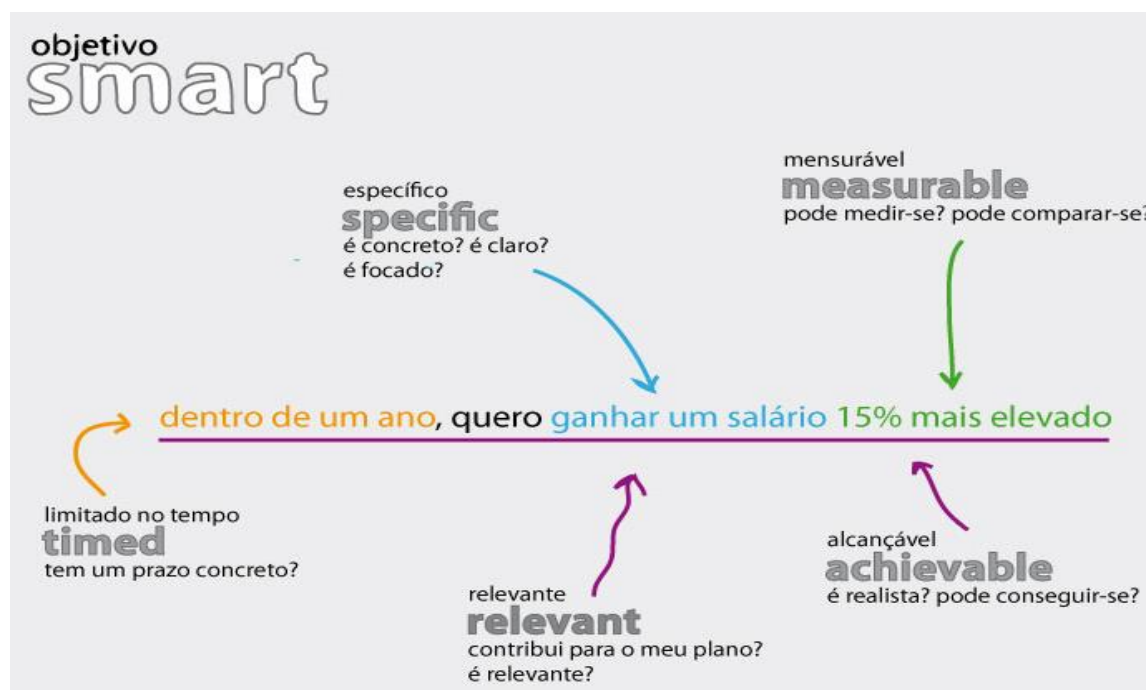 objetivo
smart
mensurável
measurable
pode medir-se? pode comparar-se?
específico
specific
é concreto? é claro?
é focado?
dentro de um ano, quero ganhar um salário 15% mais elevado
limitado no tempo
timed
tem um prazo concreto?
alcançável
achievable
é realista? pode conseguir-se?
relevante
relevant
contribui para o meu plano?
é relevante?